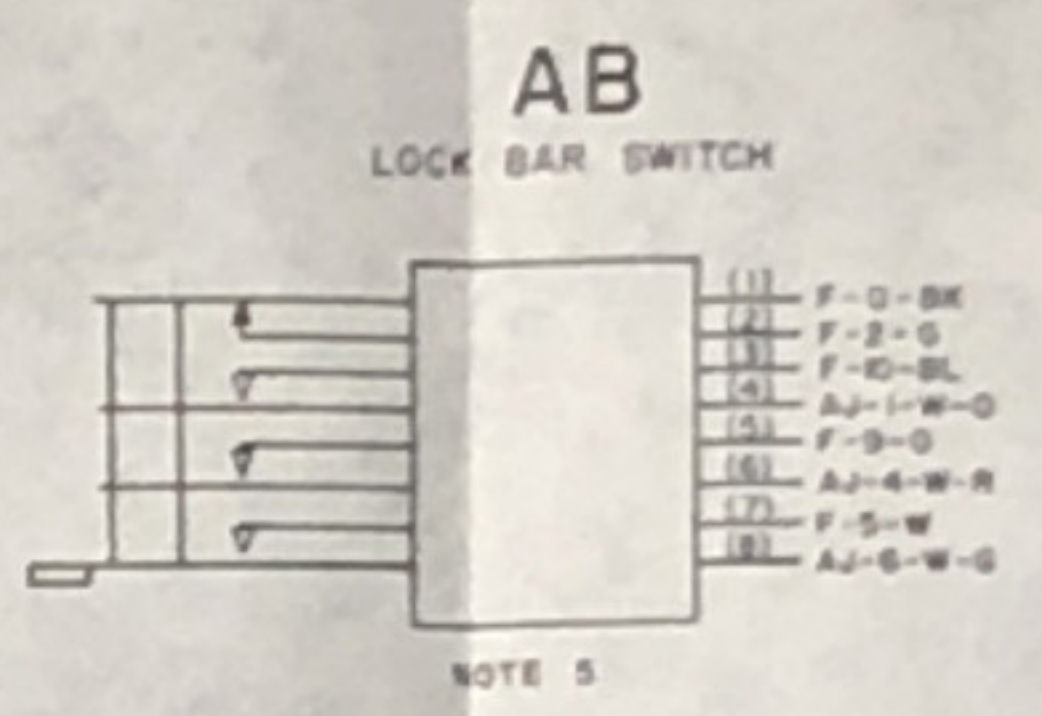 AB
LOCK BAR SWITCH
(1) F-0-BK
(2) F-2-G
(3) F-10-BL
(4) AJ-1-W-O
(5) F-9-O
(6) AJ-4-W-R
(7) F-5-W
(8) AJ-6-W-G
NOTE 5